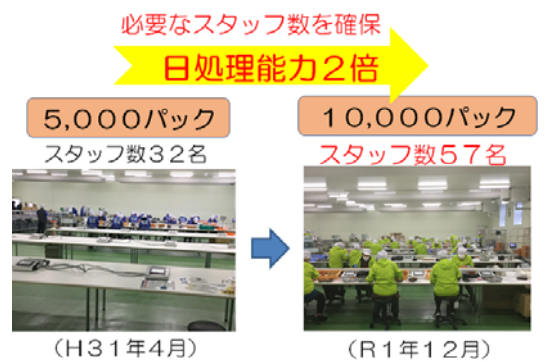 必要なスタッフ数を確保
日処理能力２倍
５,０００パック
スタッフ数３２名
（Ｈ３１年４月）
１０,０００パック
スタッフ数５７名
（Ｒ１年１２月）